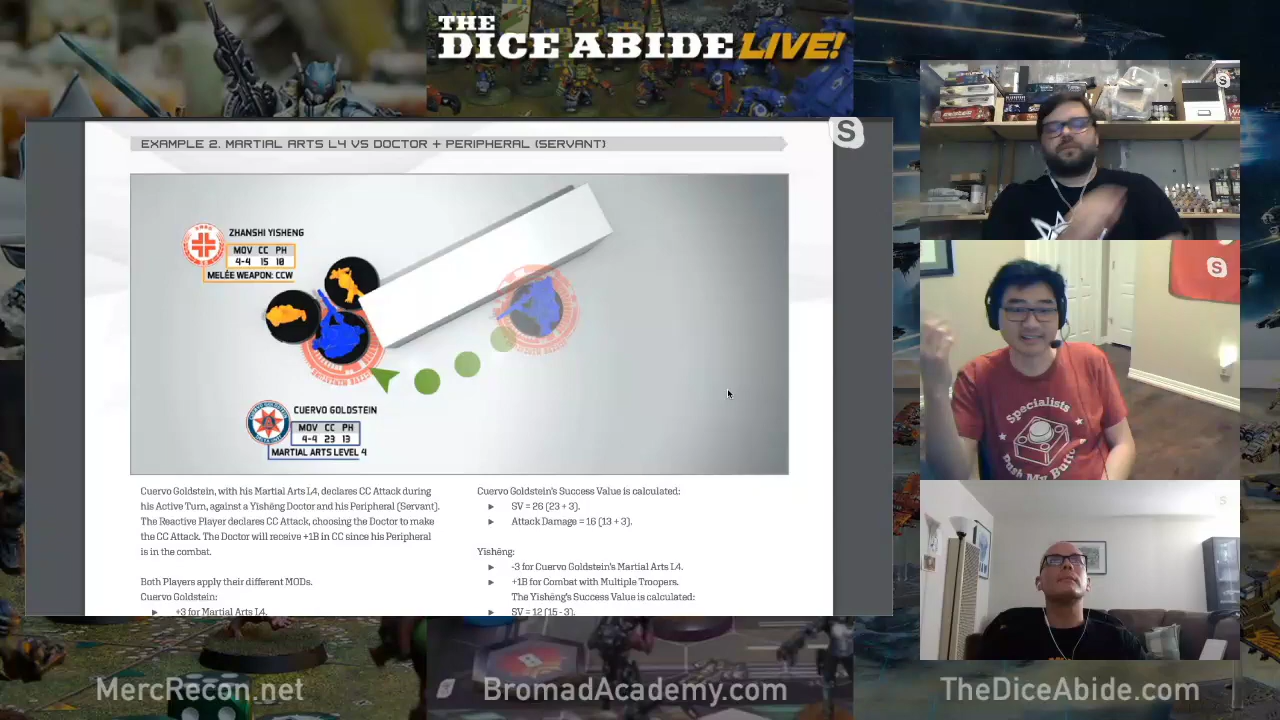 THE
DICE ABIDE LIVE!
EXAMPLE 2. MARTIAL ARTS L4 VS DOCTOR + PERIPHERAL (SERVANT)
ZHANSHI YISHENG
MOV CC PH
4-4 15 10
MELÉE WEAPON: CCW
CUERVO GOLDSTEIN
MOV CC PH
4-4 23 13
MARTIAL ARTS LEVEL 4
Cuervo Goldstein, with his Martial Arts L4, declares CC Attack during
his Active Turn, against a Yishēng Doctor and his Peripheral (Servant).
The Reactive Player declares CC Attack, choosing the Doctor to make
the CC Attack. The Doctor will receive +1B in CC since his Peripheral
is in the combat.
Both Players apply their different MODs.
Cuervo Goldstein:
► +3 for Martial Arts L4.
Cuervo Goldstein's Success Value is calculated:
► SV = 26 (23 + 3).
► Attack Damage = 16 (13 + 3).
Yishēng:
► -3 for Cuervo Goldstein's Martial Arts L4.
► +1B for Combat with Multiple Troopers.
The Yishēng's Success Value is calculated:
► SV = 12 (15 - 3).
S
S
S
Specialists
Push My Button
MercRecon.net
BromadAcademy.com
TheDiceAbide.com